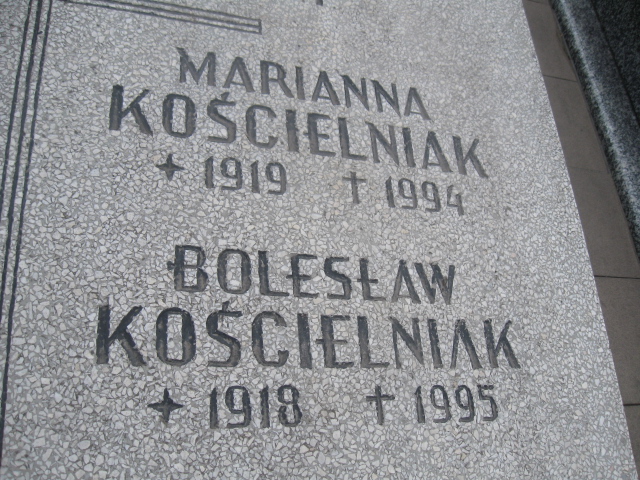 MARIANNA
KOŚCIELNIAK
✦ 1919 † 1994
BOLESŁAW
KOŚCIELNIAK
✦ 1918 † 1995